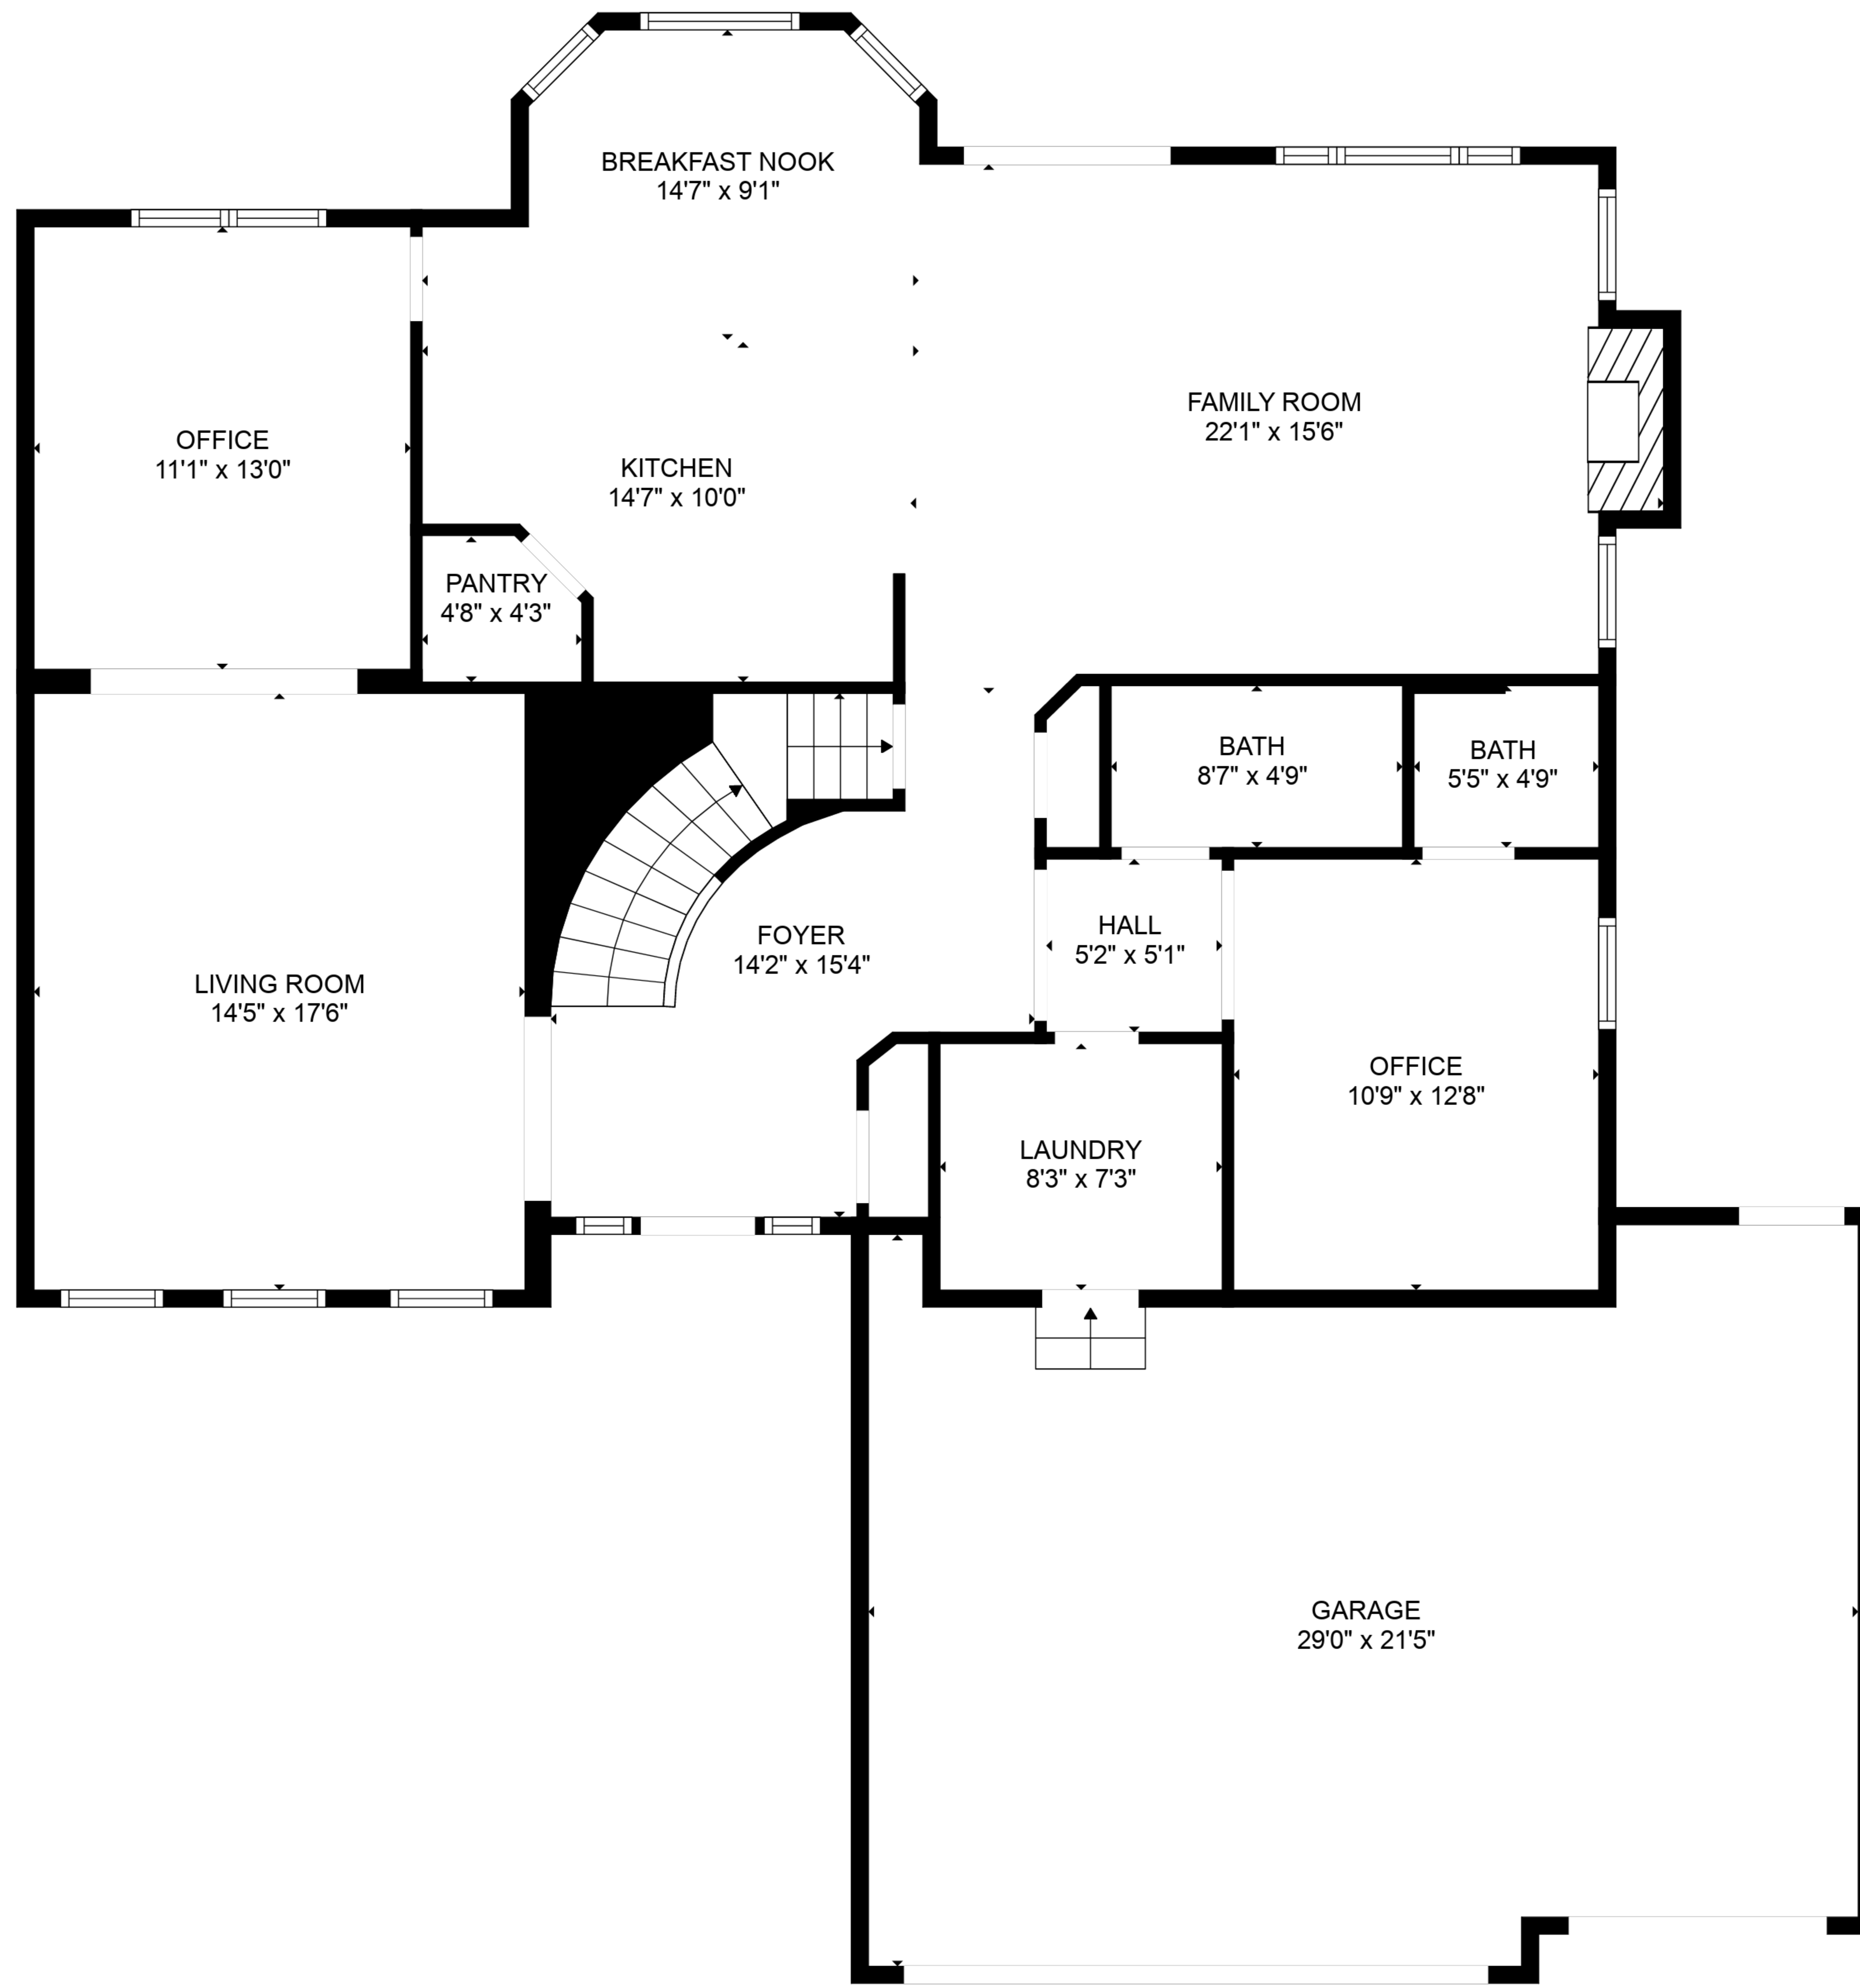 BREAKFAST NOOK
14'7" x 9'1"
FAMILY ROOM
22'1" x 15'6"
OFFICE
11'1" x 13'0"
KITCHEN
14'7" x 10'0"
PANTRY
4'8" x 4'3"
BATH
8'7" x 4'9"
BATH
5'5" x 4'9"
FOYER
14'2" x 15'4"
HALL
5'2" x 5'1"
LIVING ROOM
14'5" x 17'6"
OFFICE
10'9" x 12'8"
LAUNDRY
8'3" x 7'3"
GARAGE
29'0" x 21'5"